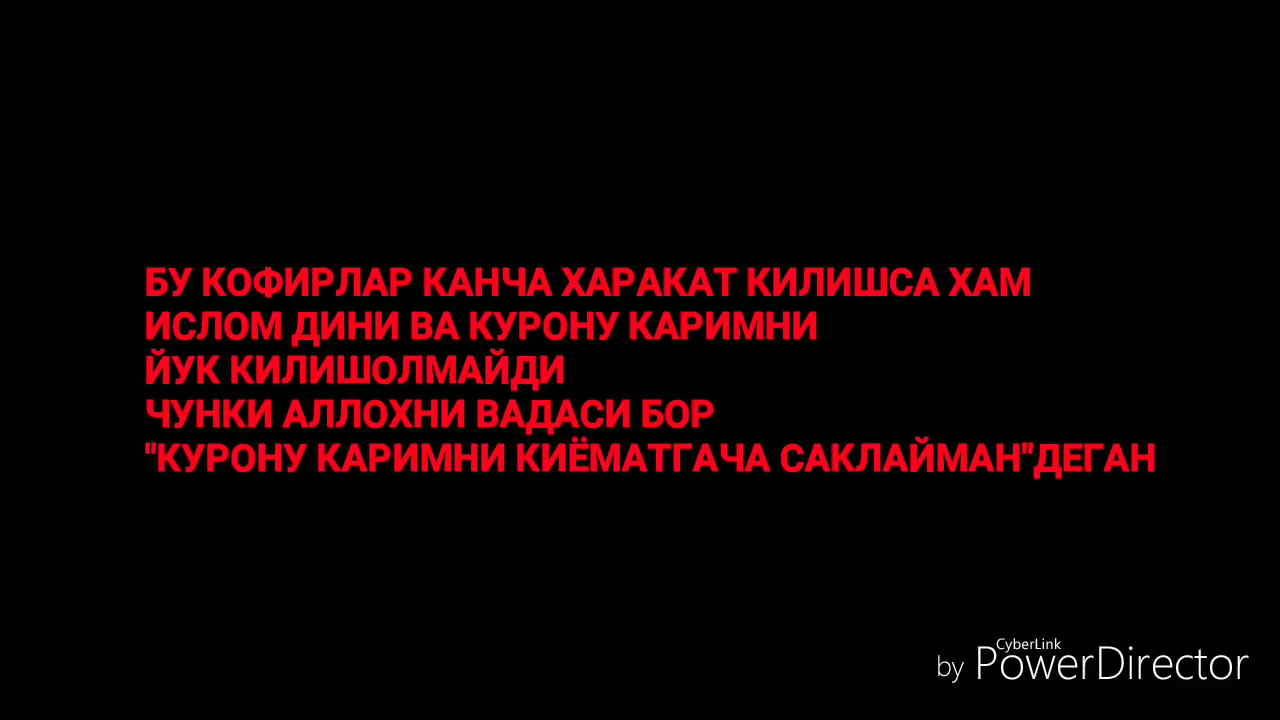 БУ КОФИРЛАР КАНЧА ХАРАКАТ КИЛИШСА ХАМ
ИСЛОМ ДИНИ ВА КУРОНУ КАРИМНИ
ЙУК КИЛИШОЛМАЙДИ
ЧУНКИ АЛЛОХНИ ВАДАСИ БОР
"КУРОНУ КАРИМНИ КИЁМАТГАЧА САКЛАЙМАН"ДЕГАН
CyberLink
by PowerDirector